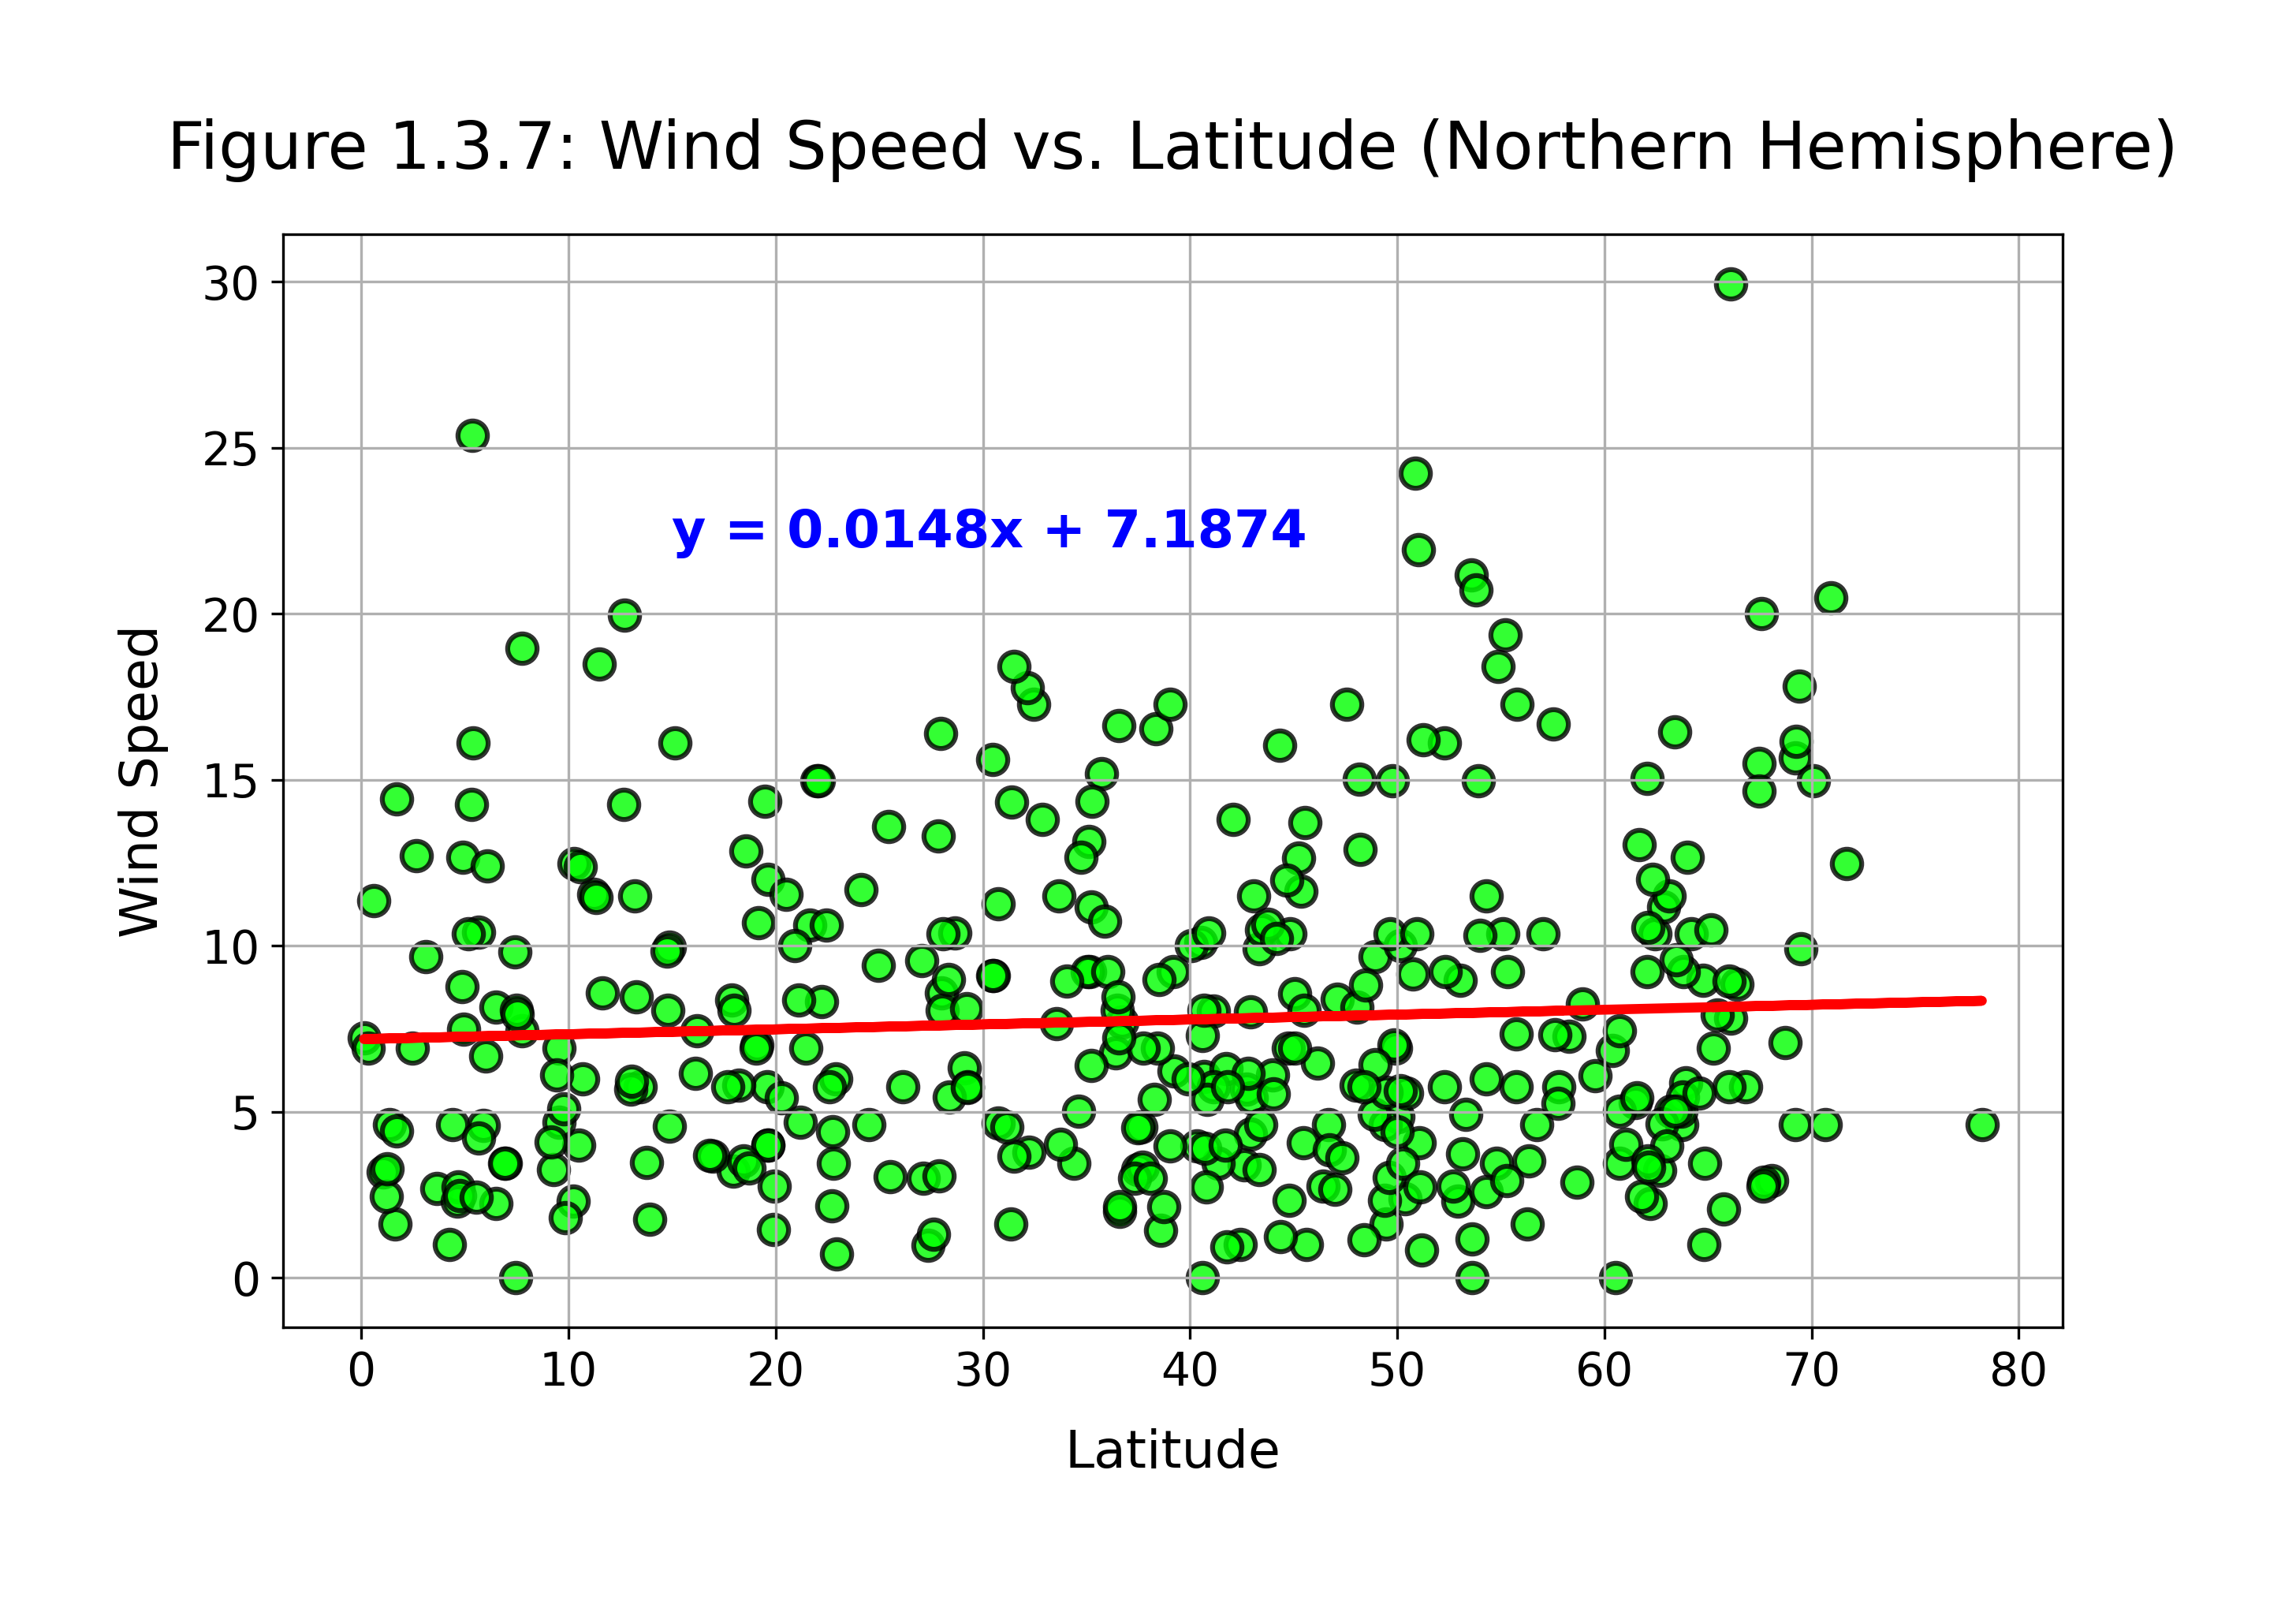 Figure 1.3.7: Wind Speed vs. Latitude (Northern Hemisphere)
30
25
20
15
10
5
0
Wind Speed
y = 0.0148x + 7.1874
0 10 20 30 40 50 60 70 80
Latitude